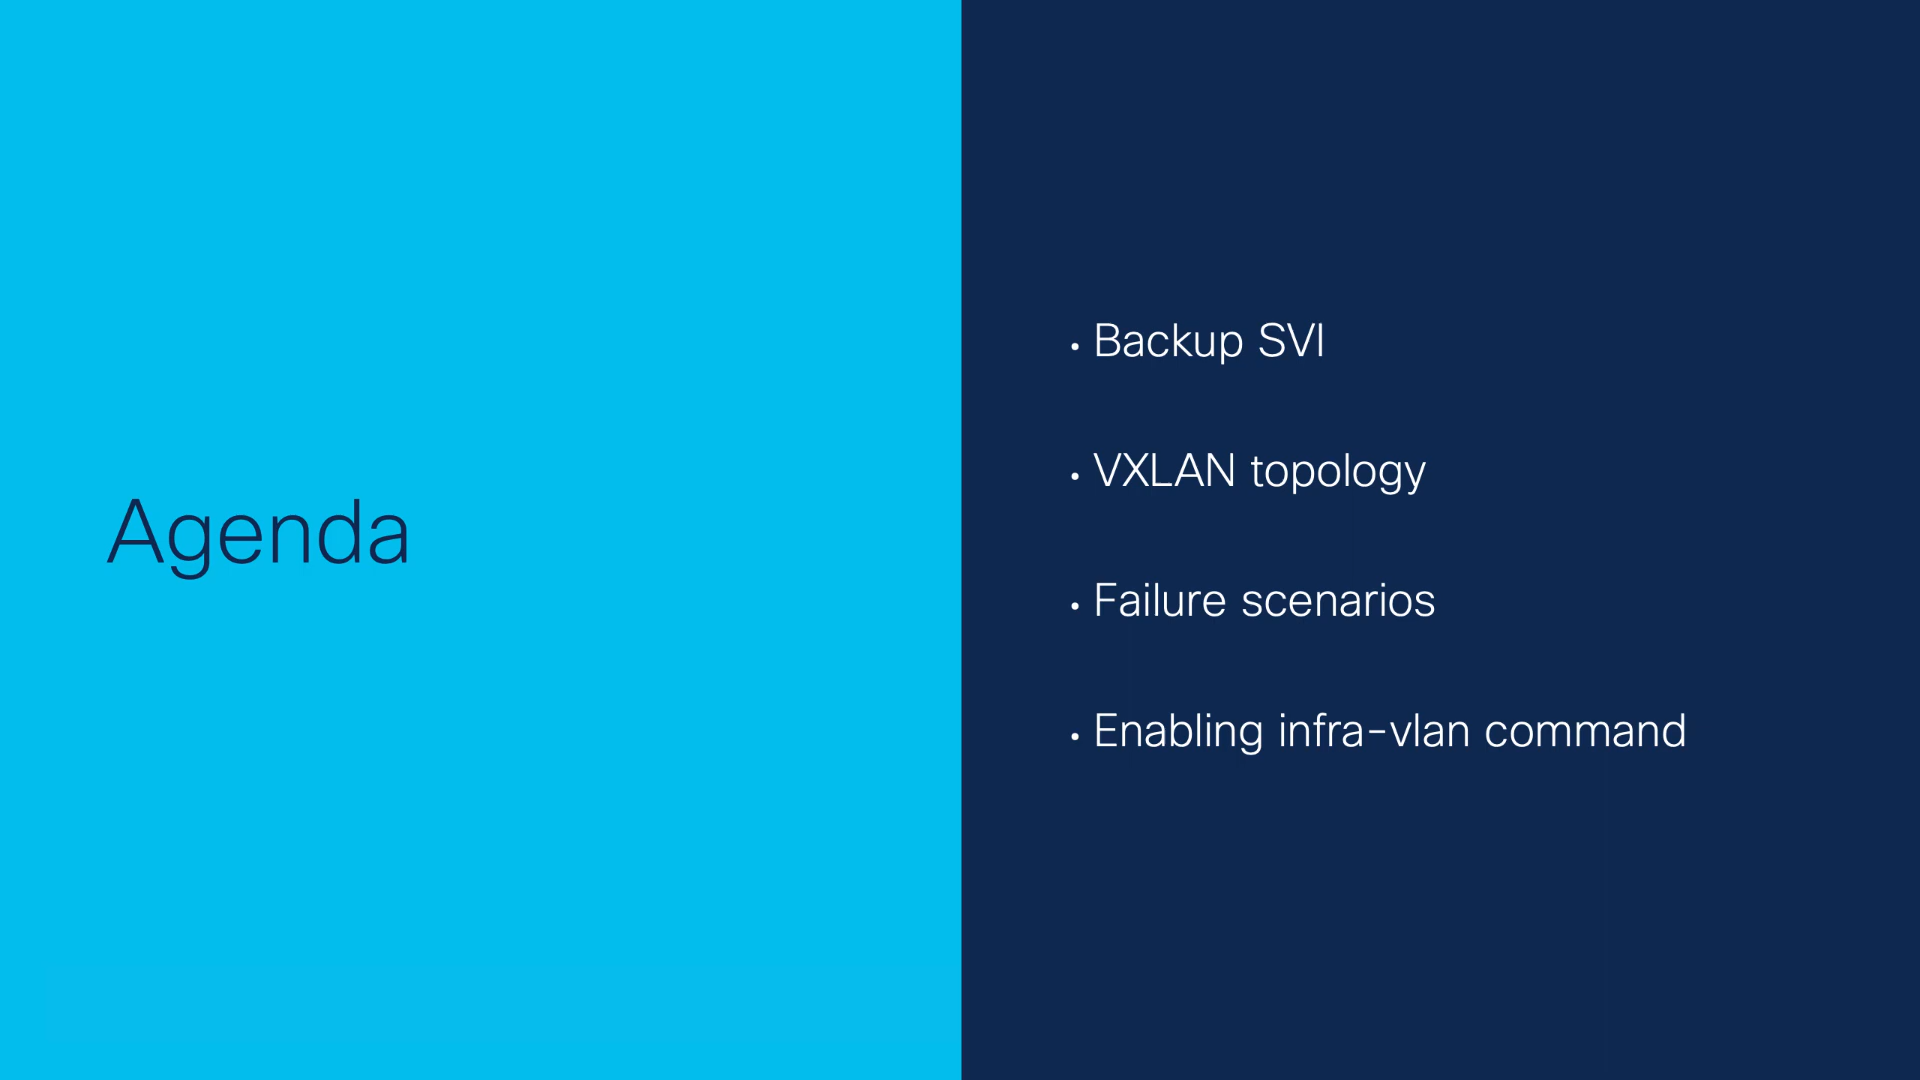 Agenda
• Backup SVI
• VXLAN topology
• Failure scenarios
• Enabling infra-vlan command